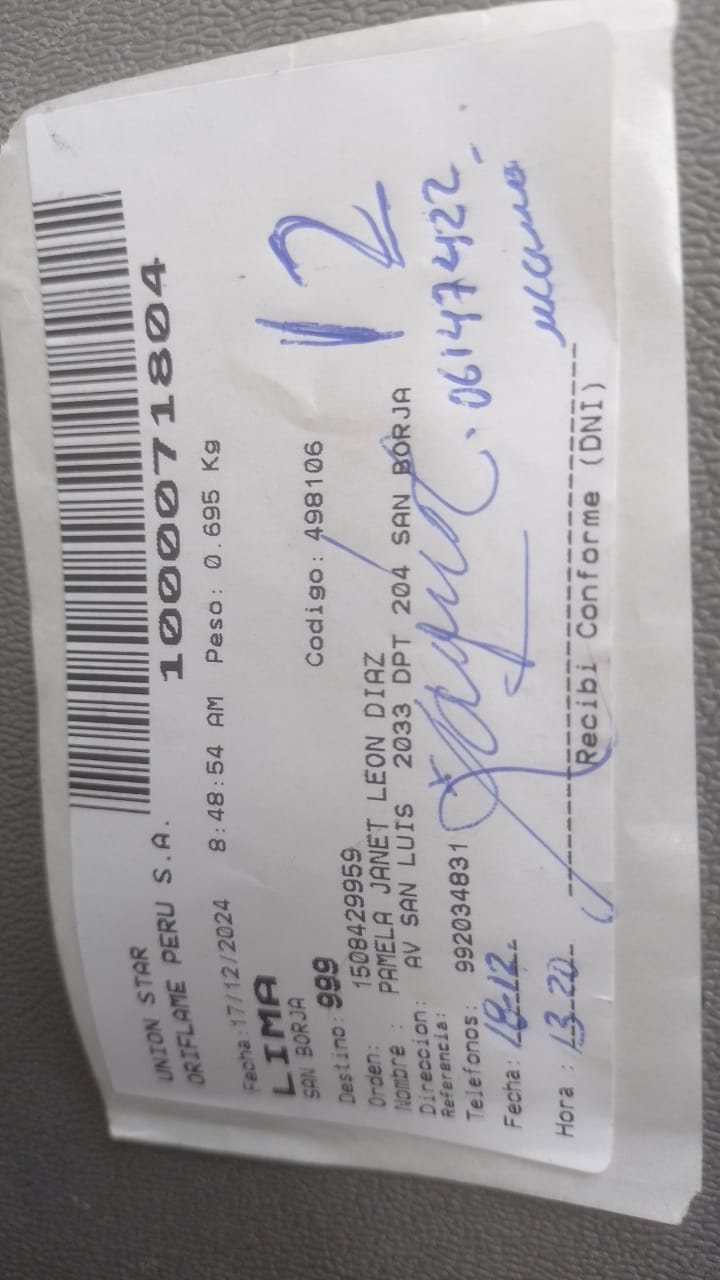 1000071804
UNION STAR
ORIFLAME PERU S.A.
Fecha:17/12/2024 8:48:54 AM Peso: 0.695 Kg
LIMA
SAN BORJA
Destino: 999 Codigo: 498106
12
Orden: 1508429959
Nombre : PAMELA JANET LEON DIAZ
Direccion: AV SAN LUIS 2033 DPT 204 SAN BORJA
Referencia:
Telefonos: 992034831
06147422
Fecha: 18-12
Hora : 13-20
Recibi Conforme (DNI)